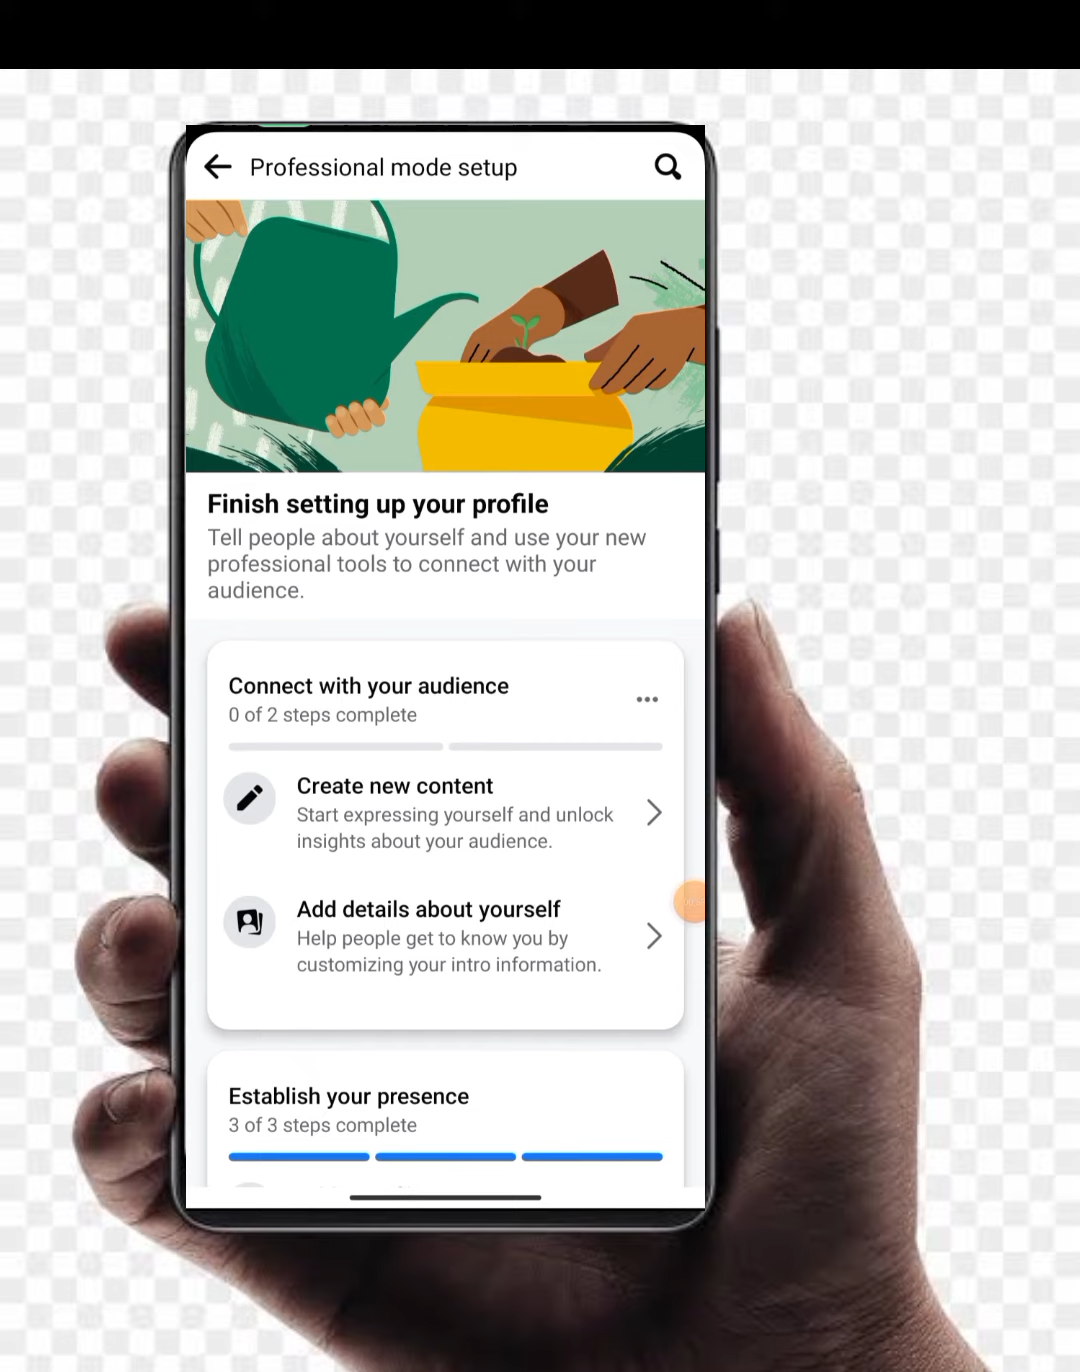 Professional mode setup
Finish setting up your profile
Tell people about yourself and use your new
professional tools to connect with your
audience.
Connect with your audience
0 of 2 steps complete
Create new content
Start expressing yourself and unlock
insights about your audience.
Add details about yourself
Help people get to know you by
customizing your intro information.
Establish your presence
3 of 3 steps complete